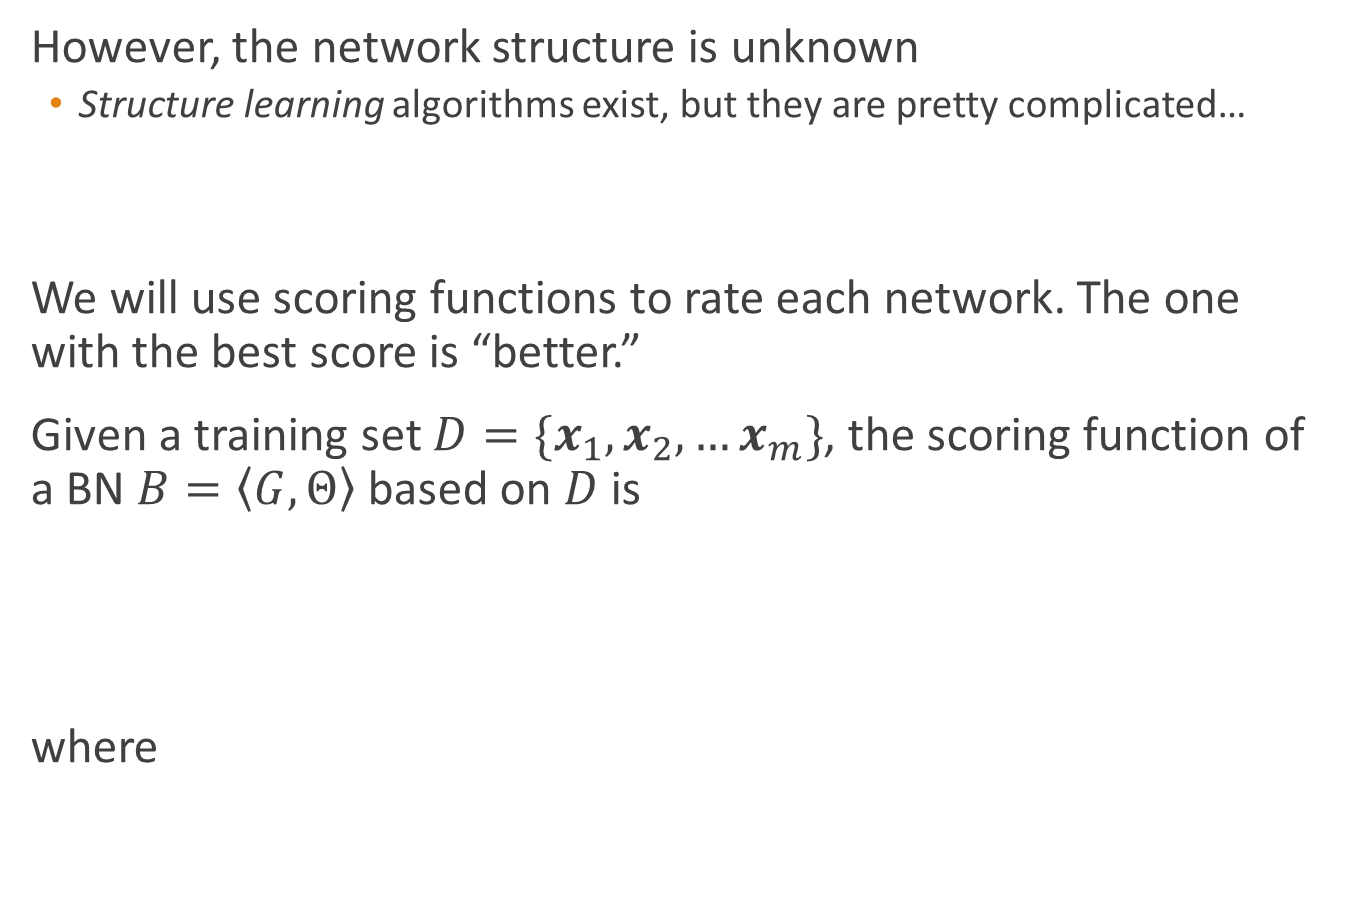 However, the network structure is unknown
• Structure learning algorithms exist, but they are pretty complicated…
We will use scoring functions to rate each network. The one
with the best score is “better.”
Given a training set 𝐷 = {𝒙₁, 𝒙₂, … 𝒙ₘ}, the scoring function of
a BN 𝐵 = ⟨𝐺, Θ⟩ based on 𝐷 is
where